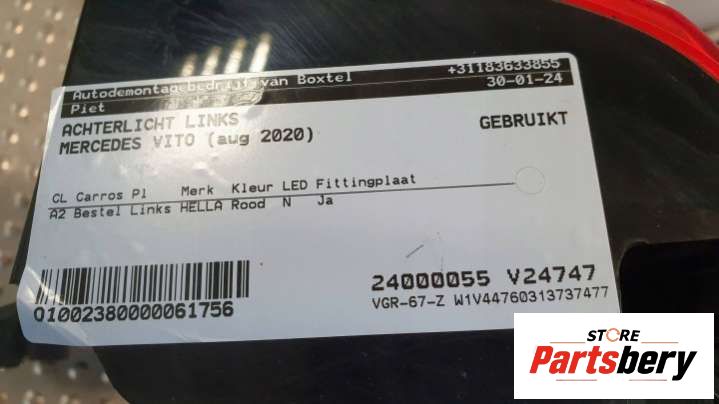 Autodemontagebedrijf van Boxtel +31183633855
Piet 30-01-24
ACHTERLICHT LINKS GEBRUIKT
MERCEDES VITO (aug 2020)
CL Carros Pl Merk Kleur LED Fittingplaat
A2 Bestel Links HELLA Rood N Ja
24000055 V24747
01002380000061756 VGR-67-Z W1V44760313737477
STORE
Partsbery